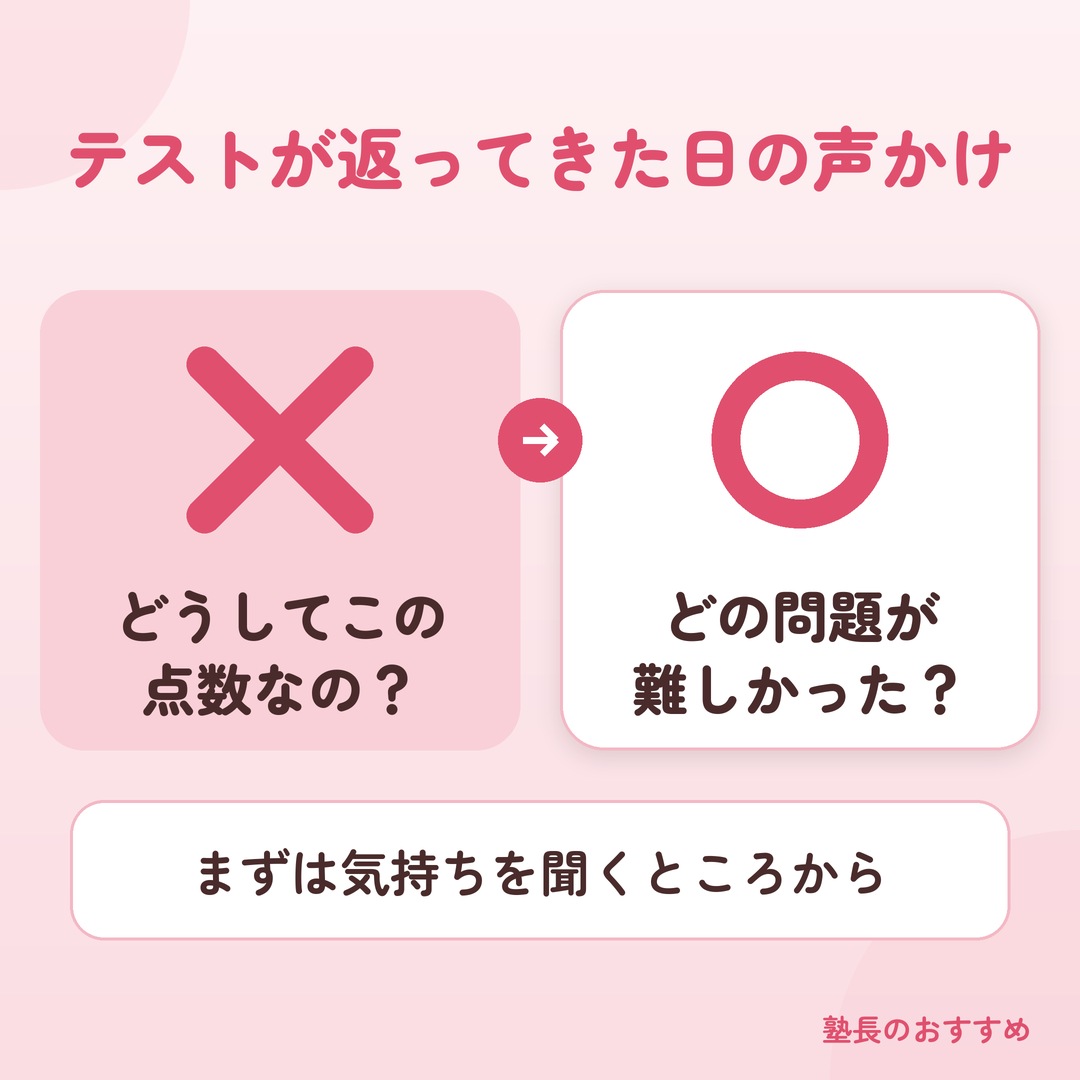 テストが返ってきた日の声かけ
どうしてこの
点数なの？
どの問題が
難しかった？
まずは気持ちを聞くところから
塾長のおすすめ